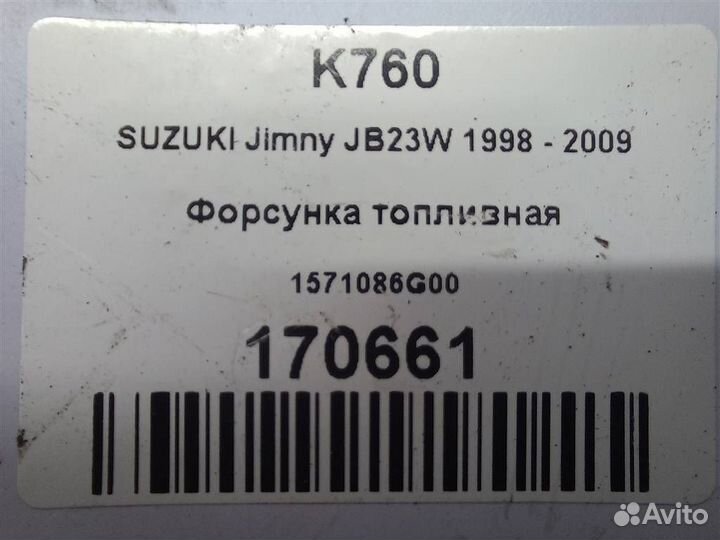 K760
SUZUKI Jimny JB23W 1998 - 2009
Форсунка топливная
1571086G00
170661
Avito